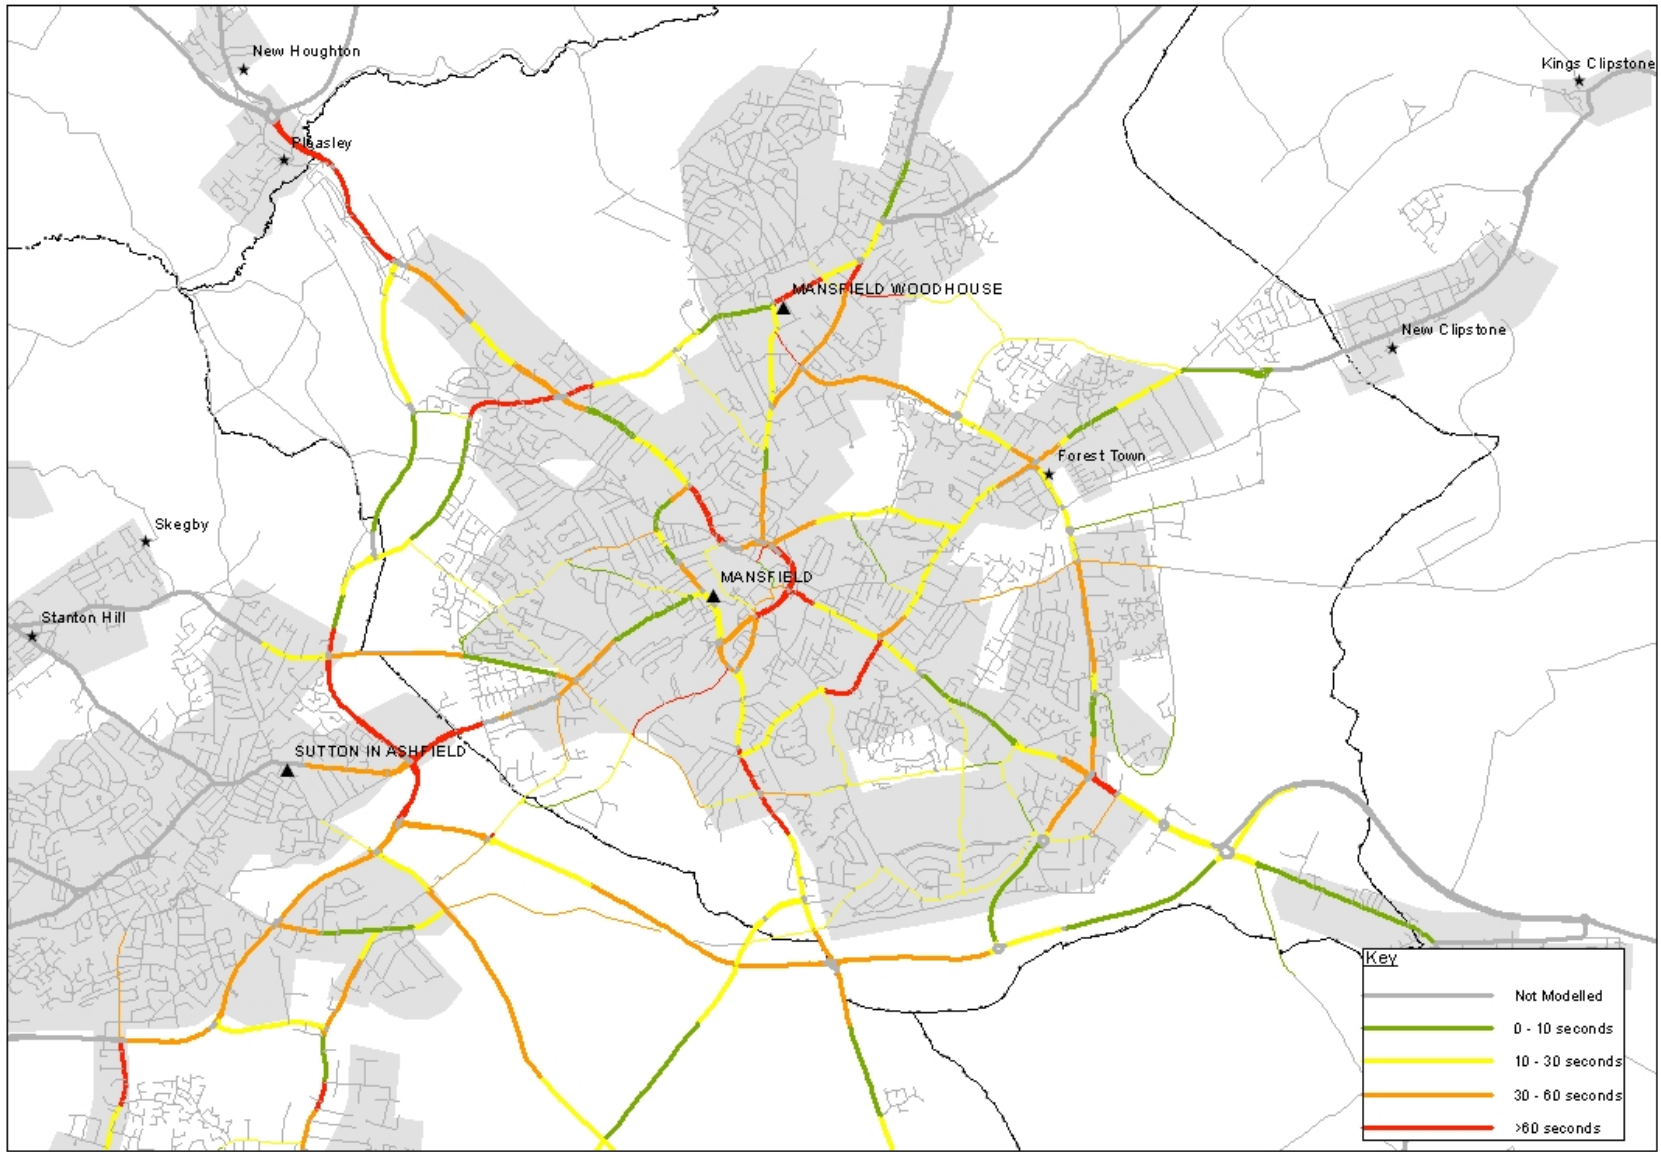 New Houghton
Kings Clipstone
Pleasley
MANSFIELD WOODHOUSE
New Clipstone
Forest Town
Skegby
MANSFIELD
Stanton Hill
SUTTON IN ASHFIELD
Key
Not Modelled
0 - 10 seconds
10 - 30 seconds
30 - 60 seconds
>60 seconds